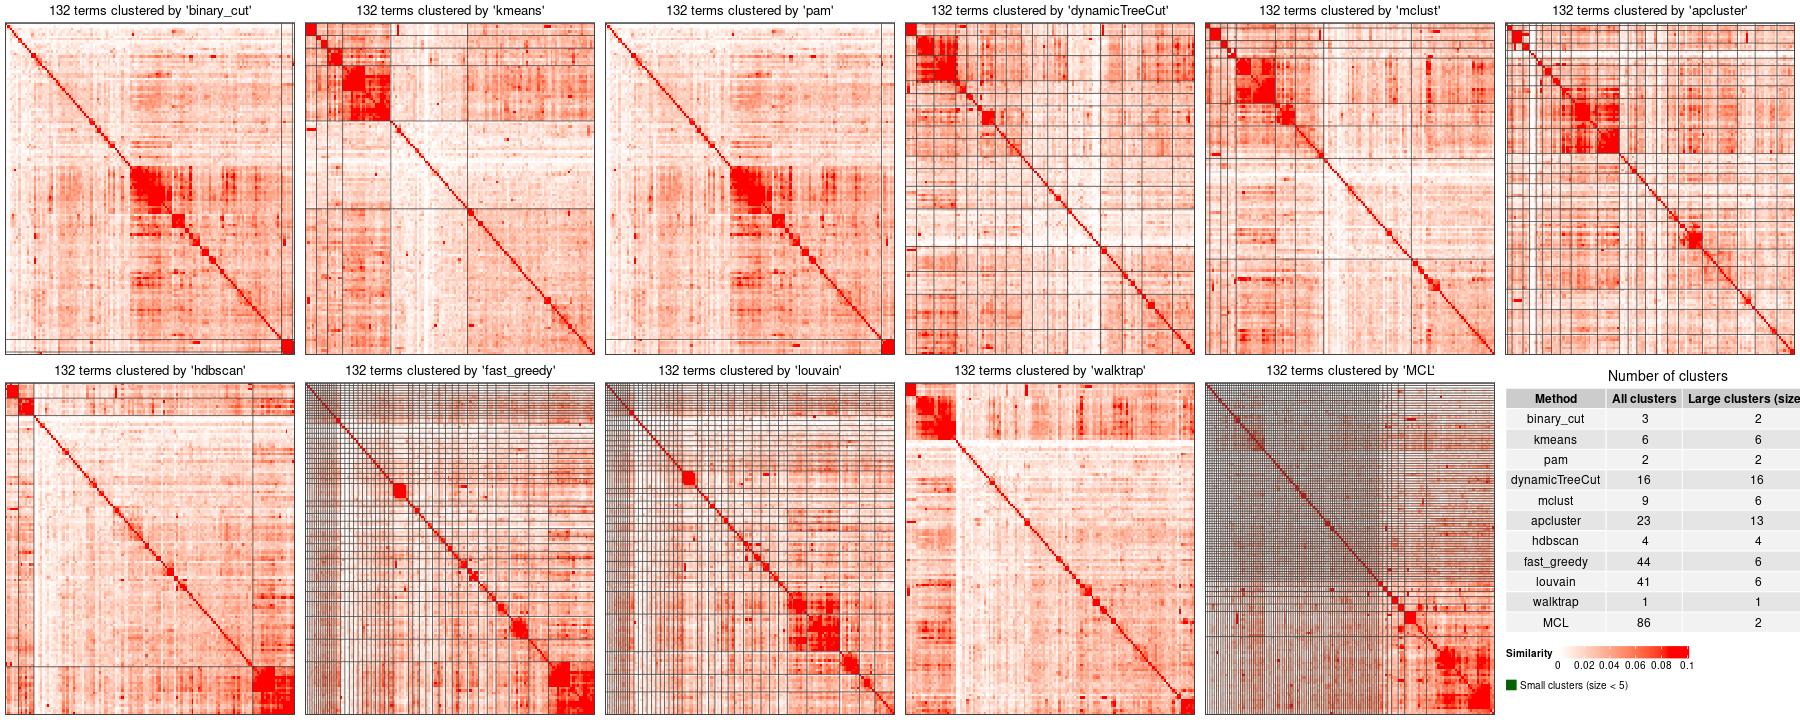 132 terms clustered by 'binary_cut'
132 terms clustered by 'kmeans'
132 terms clustered by 'pam'
132 terms clustered by 'dynamicTreeCut'
132 terms clustered by 'mclust'
132 terms clustered by 'apcluster'
132 terms clustered by 'hdbscan'
132 terms clustered by 'fast_greedy'
132 terms clustered by 'louvain'
132 terms clustered by 'walktrap'
132 terms clustered by 'MCL'
Number of clusters
Method All clusters Large clusters (size
binary_cut 3 2
kmeans 6 6
pam 2 2
dynamicTreeCut 16 16
mclust 9 6
apcluster 23 13
hdbscan 4 4
fast_greedy 44 6
louvain 41 6
walktrap 1 1
MCL 86 2
Similarity
0 0.02 0.04 0.06 0.08 0.1
Small clusters (size < 5)